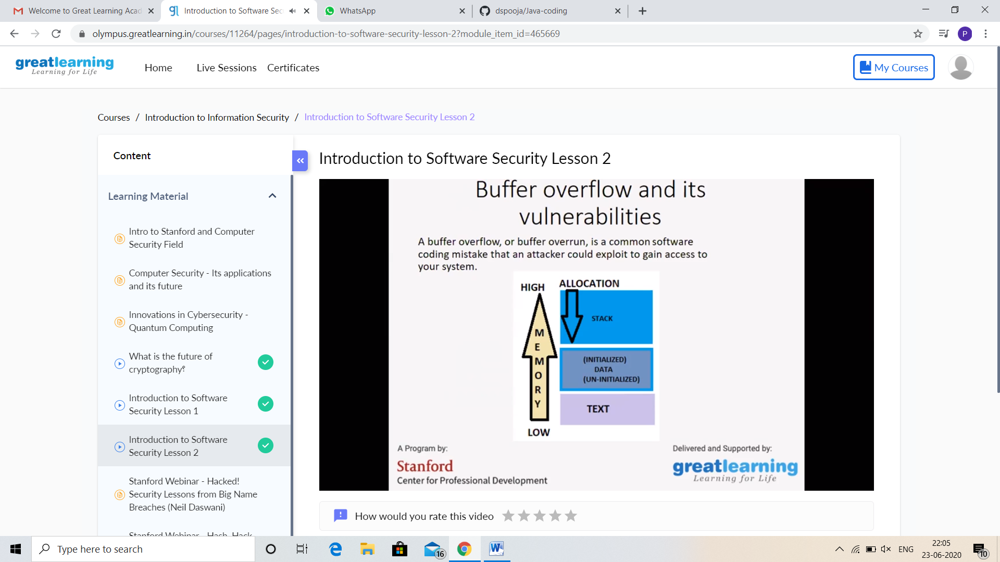 Welcome to Great Learning Acad
Introduction to Software Sec
WhatsApp
dspooja/Java-coding
olympus.greatlearning.in/courses/11264/pages/introduction-to-software-security-lesson-2?module_item_id=465669
P
greatlearning
Learning for Life
Home
Live Sessions
Certificates
My Courses
Courses / Introduction to Information Security / Introduction to Software Security Lesson 2
Content
Learning Material
Intro to Stanford and Computer
Security Field
Computer Security - Its applications
and its future
Innovations in Cybersecurity -
Quantum Computing
What is the future of
cryptography?
Introduction to Software
Security Lesson 1
Introduction to Software
Security Lesson 2
Stanford Webinar - Hacked!
Security Lessons from Big Name
Breaches (Neil Daswani)
Stanford Webinar - Hash, Hack,
Introduction to Software Security Lesson 2
Buffer overflow and its
vulnerabilities
A buffer overflow, or buffer overrun, is a common software
coding mistake that an attacker could exploit to gain access to
your system.
HIGH
ALLOCATION
MEMORY
STACK
(INITIALIZED)
DATA
(UN-INITIALIZED)
TEXT
LOW
A Program by:
Stanford
Center for Professional Development
Delivered and Supported by:
greatlearning
Learning for Life
How would you rate this video
Type here to search
16
ENG
22:05
23-06-2020
10